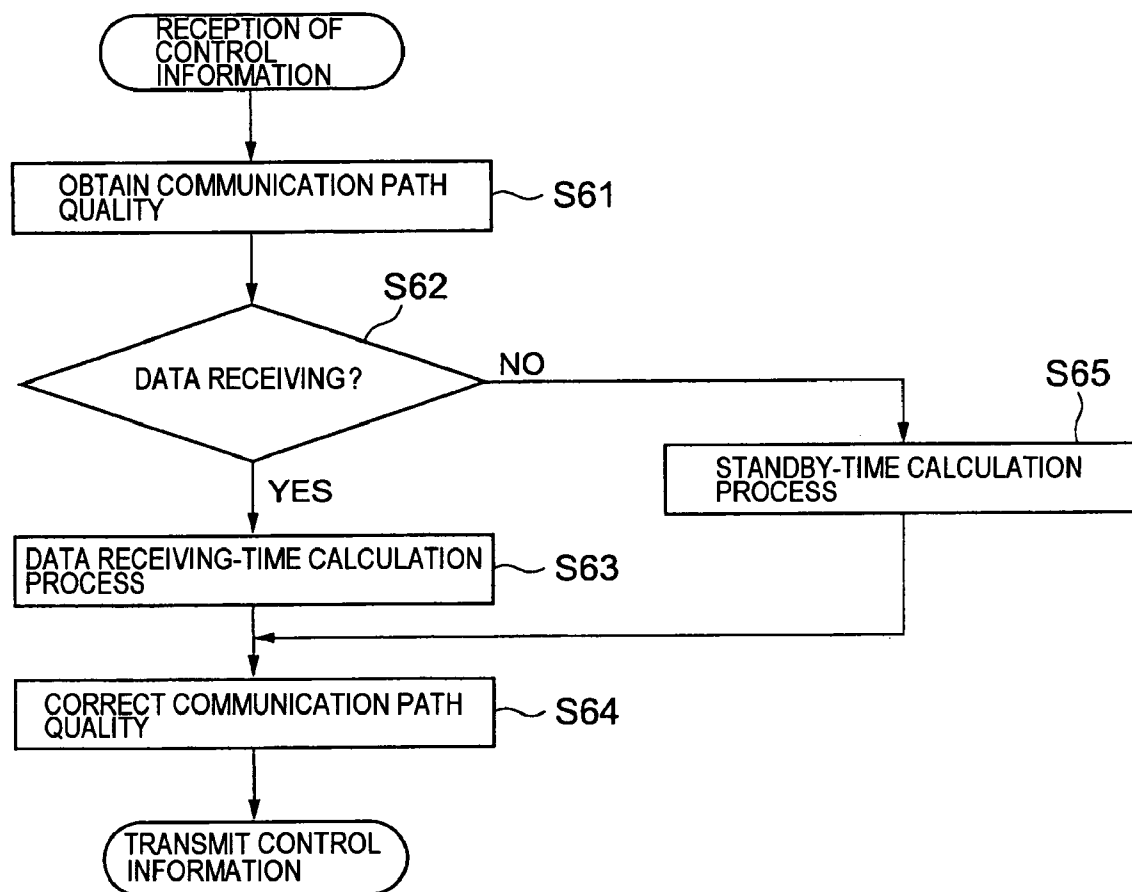 RECEPTION OF
CONTROL
INFORMATION
OBTAIN COMMUNICATION PATH
QUALITY
S61
S62
DATA RECEIVING?
NO
YES
S65
STANDBY-TIME CALCULATION
PROCESS
DATA RECEIVING-TIME CALCULATION
PROCESS
S63
CORRECT COMMUNICATION PATH
QUALITY
S64
TRANSMIT CONTROL
INFORMATION